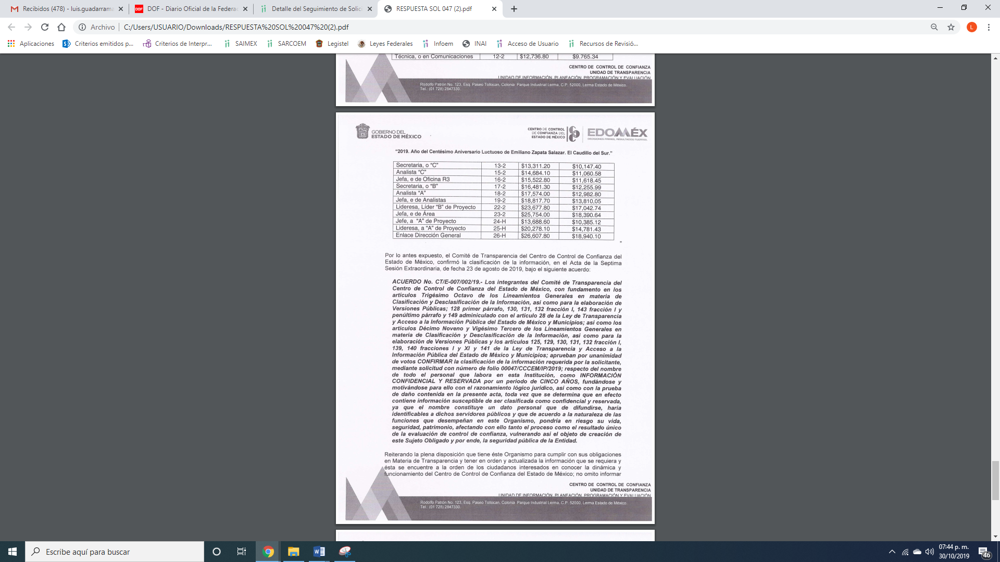 Recibidos (478) - luis.guadarrama
DOF - Diario Oficial de la Federac
Detalle del Seguimiento de Solici
RESPUESTA SOL 047 (2).pdf
Archivo
C:/Users/USUARIO/Downloads/RESPUESTA%20SOL%20047%20(2).pdf
L
Aplicaciones
Criterios emitidos p...
Criterios de Interpr...
SAIMEX
SARCOEM
Legistel
Leyes Federales
Infoem
INAI
Acceso de Usuario
Recursos de Revisió...
Técnica, o en Comunicaciones 12-2 $12,736.80 $9.765.34
CENTRO DE CONTROL DE CONFIANZA
UNIDAD DE TRANSPARENCIA
UNIDAD DE INFORMACIÓN, PLANEACIÓN, PROGRAMACIÓN Y EVALUACIÓN
Rodolfo Patrón No. 123, Esq. Paseo Tollocan, Colonia Parque Industrial Lerma, C.P. 52000, Lerma Estado de México.
Tel.: (01 728) 2847330.
GOBIERNO DEL
ESTADO DE MÉXICO
CENTRO DE CONTROL
DE CONFIANZA DEL
ESTADO DE MÉXICO
EDOMÉX
DECISIONES FIRMES, RESULTADOS FUERTES.
“2019. Año del Centésimo Aniversario Luctuoso de Emiliano Zapata Salazar. El Caudillo del Sur.”
Secretaria, o “C” 13-2 $13,311.20 $10,147.40
Analista “C” 15-2 $14,684.10 $11,060.58
Jefa, e de Oficina R3 16-2 $15,522.80 $11,618.45
Secretaria, o “B” 17-2 $16,481.30 $12,255.99
Analista “A” 18-2 $17,574.00 $12,982.80
Jefa, e de Analistas 19-2 $18,817.70 $13,810,05
Lideresa, Líder “B” de Proyecto 22-2 $23,677.80 $17,042.74
Jefa, e de Área 23-2 $25,754.00 $18,390.64
Jefe, a “A” de Proyecto 24-H $13,688.60 $10,385.12
Lideresa, a “A” de Proyecto 25-H $20,278.10 $14,781.43
Enlace Dirección General 26-H $26,607.80 $18,940.10
”
Por lo antes expuesto, el Comité de Transparencia del Centro de Control de Confianza del
Estado de México, confirmó la clasificación de la información, en el Acta de la Septima
Sesión Extraordinaria, de fecha 23 de agosto de 2019, bajo el siguiente acuerdo:
ACUERDO No. CT/E-007/002/19.- Los integrantes del Comité de Transparencia del
Centro de Control de Confianza del Estado de México, con fundamento en los
artículos Trigésimo Octavo de los Lineamientos Generales en materia de
Clasificación y Desclasificación de la Información, así como para la elaboración de
Versiones Públicas; 128 primer párrafo, 130, 131, 132 fracción I, 143 fracción I y
penúltimo párrafo y 149 adminiculado con el artículo 28 de la Ley de Transparencia
y Acceso a la Información Pública del Estado de México y Municipios; así como los
artículos Décimo Noveno y Vigésimo Tercero de los Lineamientos Generales en
materia de Clasificación y Desclasificación de la Información, así como para la
elaboración de Versiones Públicas y los artículos 125, 129, 130, 131, 132 fracción I,
139, 140 fracciones I y XI y 141 de la Ley de Transparencia y Acceso a la
Información Pública del Estado de México y Municipios; aprueban por unanimidad
de votos CONFIRMAR la clasificación de la información requerida por la solicitante,
mediante solicitud con número de folio 00047/CCCEM/IP/2019; respecto del nombre
de todo el personal que labora en esta Institución, como INFORMACIÓN
CONFIDENCIAL Y RESERVADA por un periodo de CINCO AÑOS, fundándose y
motivándose para ello con el razonamiento lógico jurídico, así como con la prueba
de daño contenida en la presente acta, toda vez que se determina que en efecto
contiene información susceptible de ser clasificada como confidencial y reservada,
ya que el nombre constituye un dato personal que de difundirse, haría
identificables a dichos servidores públicos y que de acuerdo a la naturaleza de las
funciones que desempeñan en este Organismo, pondría en riesgo su vida,
seguridad, patrimonio, afectando con ello tanto el proceso como el resultado único
de la evaluación de control de confianza, vulnerando así el objeto de creación de
este Sujeto Obligado y por ende, la seguridad pública de la Entidad.
Reiterando la plena disposición que tiene éste Organismo para cumplir con sus obligaciones
en Materia de Transparencia y tener en orden y actualizada la información que se requiera y
ésta se encuentre a la orden de los ciudadanos interesados en conocer la dinámica y
funcionamiento del Centro de Control de Confianza del Estado de México; no omito informar
CENTRO DE CONTROL DE CONFIANZA
UNIDAD DE TRANSPARENCIA
UNIDAD DE INFORMACIÓN, PLANEACIÓN, PROGRAMACIÓN Y EVALUACIÓN
Rodolfo Patrón No. 123, Esq. Paseo Tollocan, Colonia Parque Industrial Lerma, C.P. 52000, Lerma Estado de México.
Tel.: (01 728) 2847330.
Escribe aquí para buscar
07:44 p. m.
30/10/2019
46